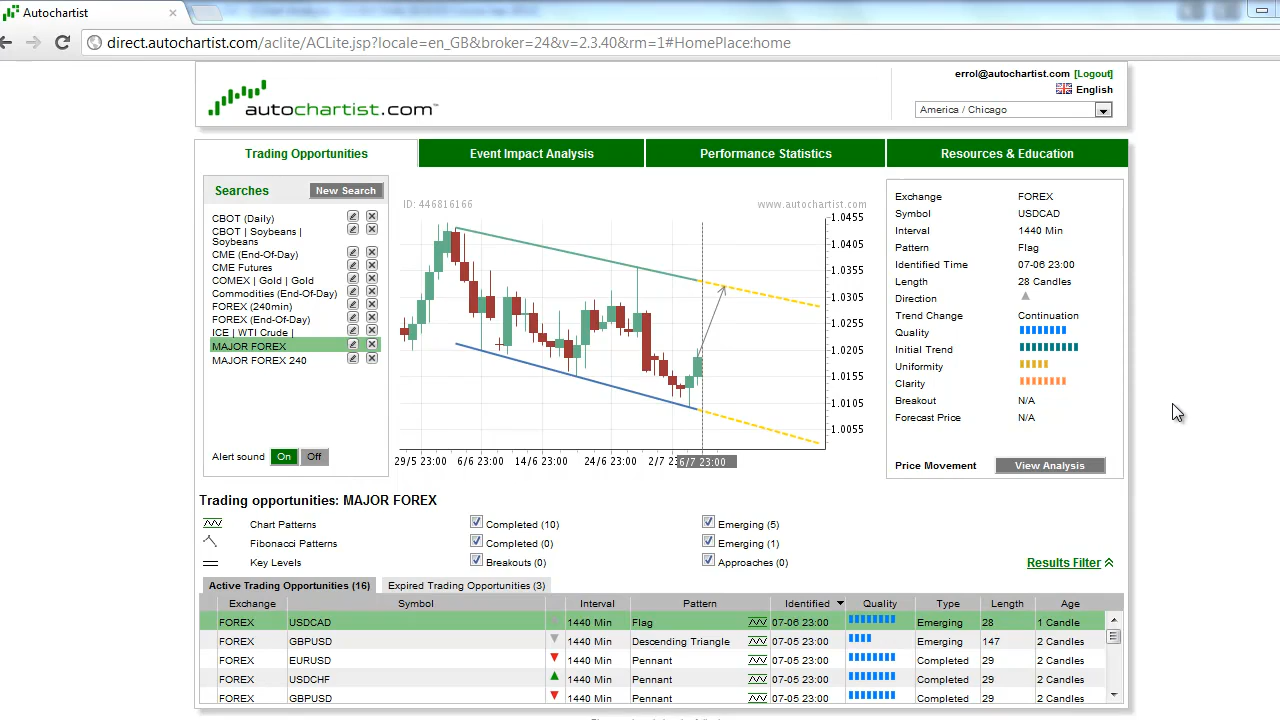 Autochartist
direct.autochartist.com/aclite/ACLite.jsp?locale=en_GB&broker=24&v=2.3.40&rm=1#HomePlace:home
autochartist.com™
errol@autochartist.com [Logout]
English
America / Chicago
Trading Opportunities
Event Impact Analysis
Performance Statistics
Resources & Education
Searches
New Search
CBOT (Daily)
CBOT | Soybeans |
Soybeans
CME (End-Of-Day)
CME Futures
COMEX | Gold | Gold
Commodities (End-Of-Day)
FOREX (240min)
FOREX (End-Of-Day)
ICE | WTI Crude |
MAJOR FOREX
MAJOR FOREX 240
Alert sound On Off
ID: 446816166
www.autochartist.com
1.0455
1.0405
1.0355
1.0305
1.0255
1.0205
1.0155
1.0105
1.0055
29/5 23:00 6/6 23:00 14/6 23:00 24/6 23:00 2/7 23: 6/7 23:00
Exchange FOREX
Symbol USDCAD
Interval 1440 Min
Pattern Flag
Identified Time 07-06 23:00
Length 28 Candles
Direction
Trend Change Continuation
Quality
Initial Trend
Uniformity
Clarity
Breakout N/A
Forecast Price N/A
Price Movement View Analysis
Trading opportunities: MAJOR FOREX
Chart Patterns Completed (10) Emerging (5)
Fibonacci Patterns Completed (0) Emerging (1)
Key Levels Breakouts (0) Approaches (0)
Results Filter
Active Trading Opportunities (16) Expired Trading Opportunities (3)
Exchange Symbol Interval Pattern Identified Quality Type Length Age
FOREX USDCAD 1440 Min Flag 07-06 23:00 Emerging 28 1 Candle
FOREX GBPUSD 1440 Min Descending Triangle 07-05 23:00 Emerging 147 2 Candles
FOREX EURUSD 1440 Min Pennant 07-05 23:00 Completed 29 2 Candles
FOREX USDCHF 1440 Min Pennant 07-05 23:00 Completed 29 2 Candles
FOREX GBPUSD 1440 Min Pennant 07-05 23:00 Completed 29 2 Candles